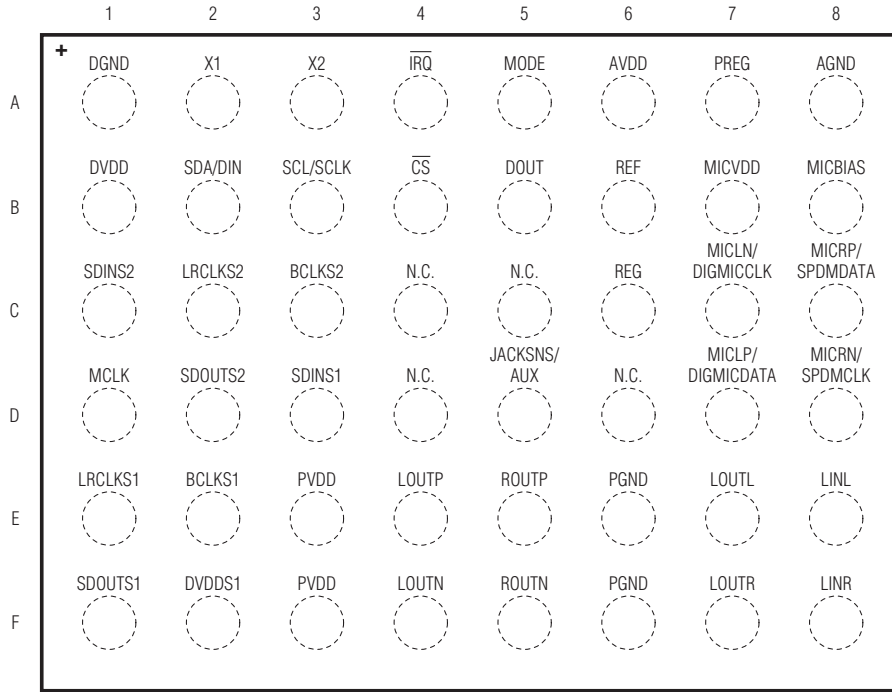 1 2 3 4 5 6 7 8
+
DGND X1 X2 I̅R̅Q̅ MODE AVDD PREG AGND
A
DVDD SDA/DIN SCL/SCLK C̅S̅ DOUT REF MICVDD MICBIAS
B
MICLN/ MICRP/
SDINS2 LRCLKS2 BCLKS2 N.C. N.C. REG DIGMICCLK SPDMDATA
C
JACKSNS/ MICLP/ MICRN/
MCLK SDOUTS2 SDINS1 N.C. AUX N.C. DIGMICDATA SPDMCLK
D
LRCLKS1 BCLKS1 PVDD LOUTP ROUTP PGND LOUTL LINL
E
SDOUTS1 DVDDS1 PVDD LOUTN ROUTN PGND LOUTR LINR
F